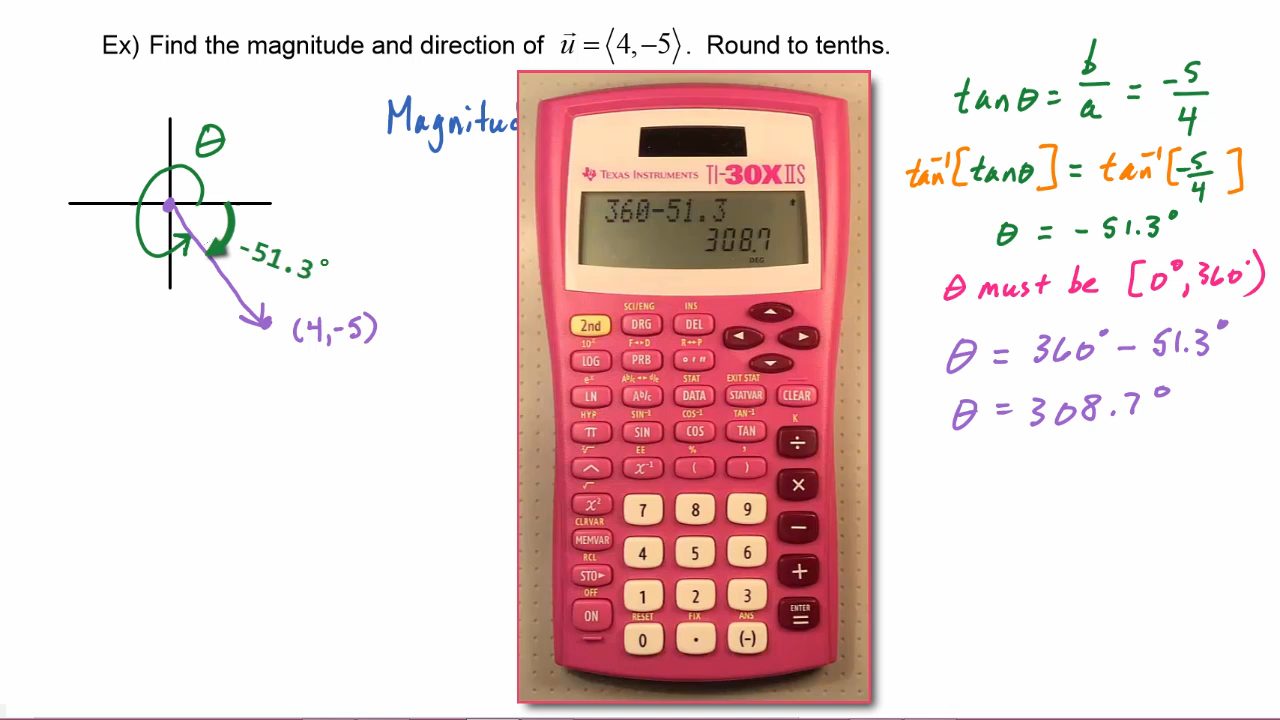 Ex) Find the magnitude and direction of u⃗ = ⟨4, −5⟩. Round to tenths.
Magnitud
θ
-51.3°
(4,-5)
tanθ = b/a = -5/4
tan⁻¹[tanθ] = tan⁻¹[-5/4]
θ = -51.3°
θ must be [0°, 360°)
θ = 360° - 51.3°
θ = 308.7°
TEXAS INSTRUMENTS TI-30X IIS
360-51.3
308.7
DEG
SCI/ENG INS
2nd DRG DEL
10ˣ F◄►D R◄►P
LOG PRB ° ' "
eˣ Ab/c◄►d/e STAT EXIT STAT
LN Ab/c DATA STATVAR CLEAR
HYP SIN⁻¹ COS⁻¹ TAN⁻¹ K
π SIN COS TAN ÷
ˣ√ EE % ,
^ x⁻¹ ( ) ×
√
x² 7 8 9 −
CLRVAR
MEMVAR 4 5 6 +
RCL
STO► 1 2 3 ENTER =
OFF RESET FIX ANS
ON 0 . (−)